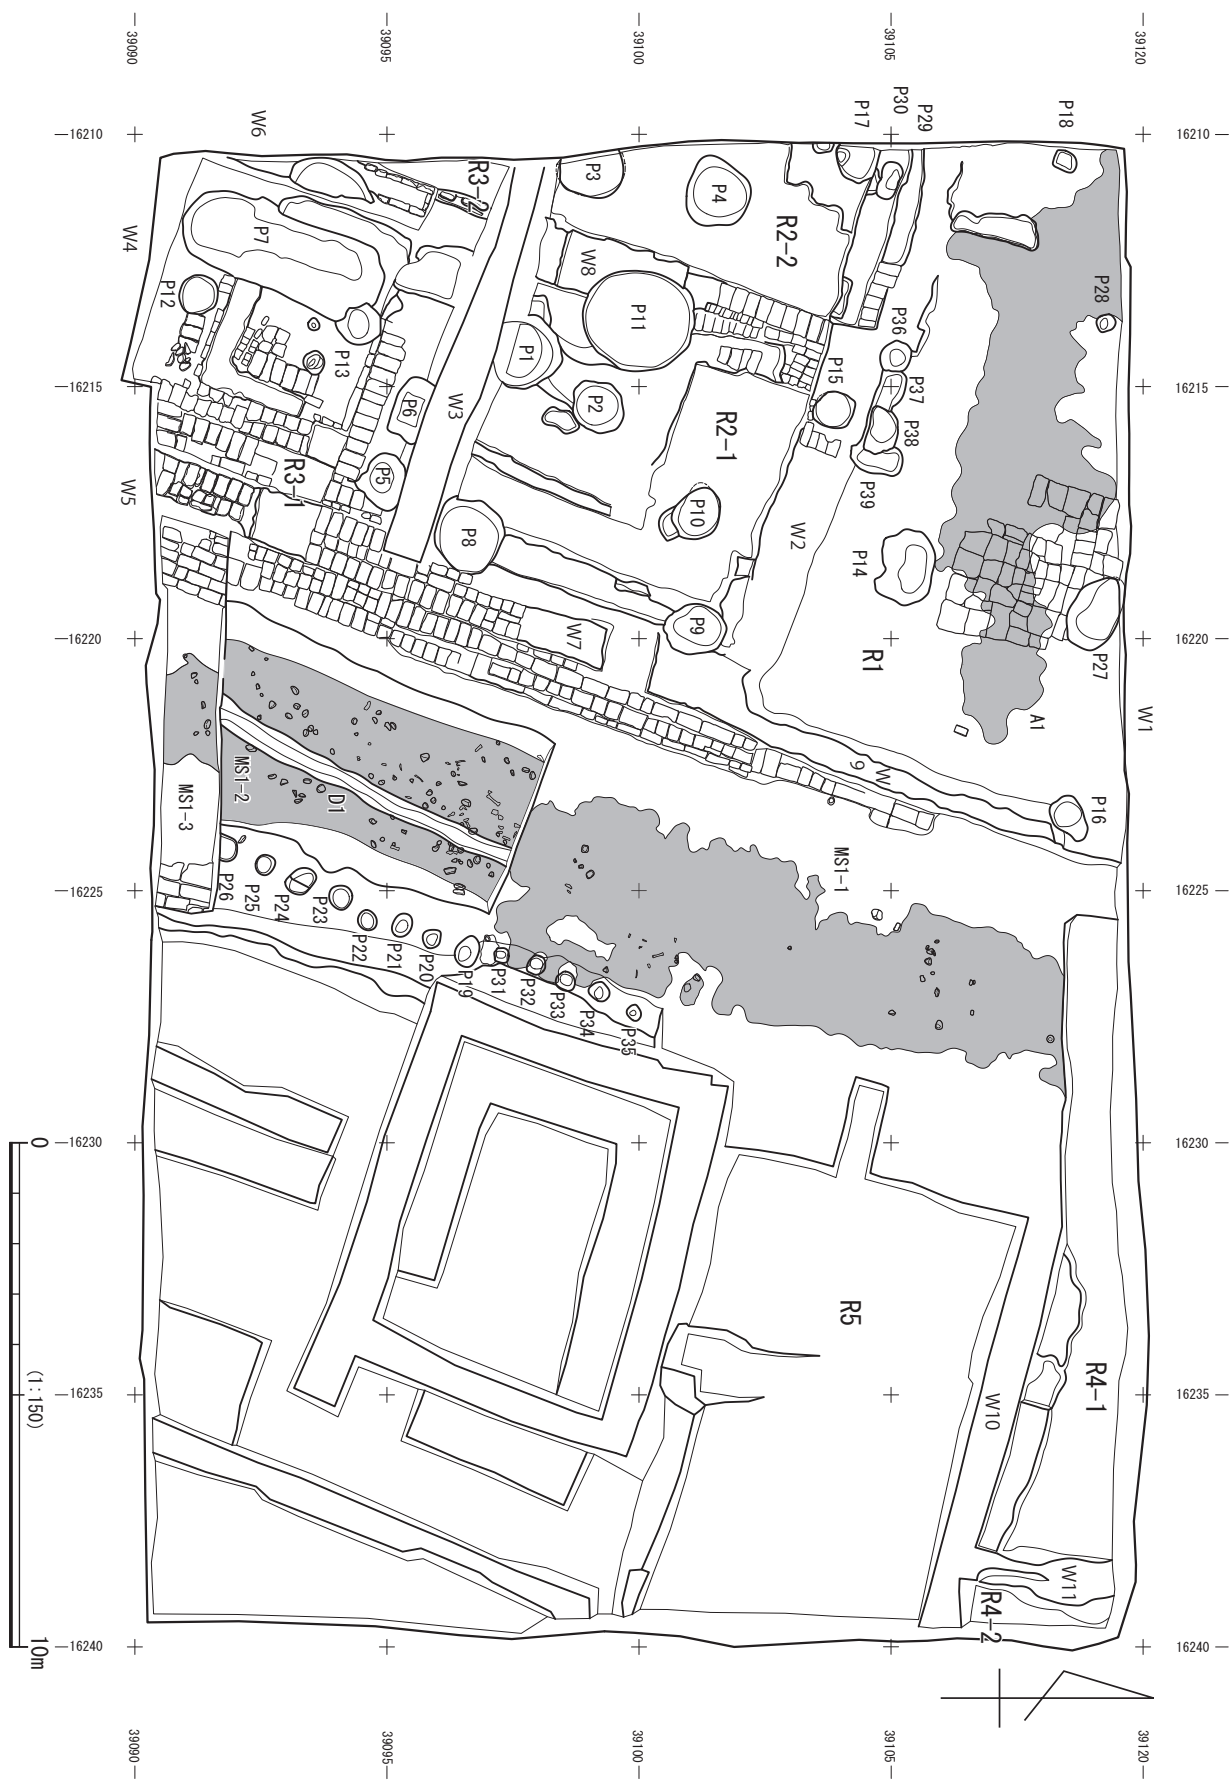 39090
39095
39100
39105
39120
16210
16210
W6
P17
P30
P29
P18
R3-2
P3
P4
R2-2
P7
W4
W8
P28
P12
P11
P36
P13
P1
P15
P37
16215
16215
P6
W3
P2
R2-1
P38
P5
R3-1
P10
P39
W5
W2
P8
P14
P9
W7
16220
16220
R1
P27
A1
W1
MS1-2
MS1-3
D1
W9
P16
MS1-1
16225
16225
P26
P25
P24
P23
P22
P21
P20
P19
P31
P32
P33
P34
P35
0
16230
16230
R5
R4-1
(1:150)
16235
16235
W10
W11
R4-2
10m
16240
16240
39090
39095
39100
39105
39120